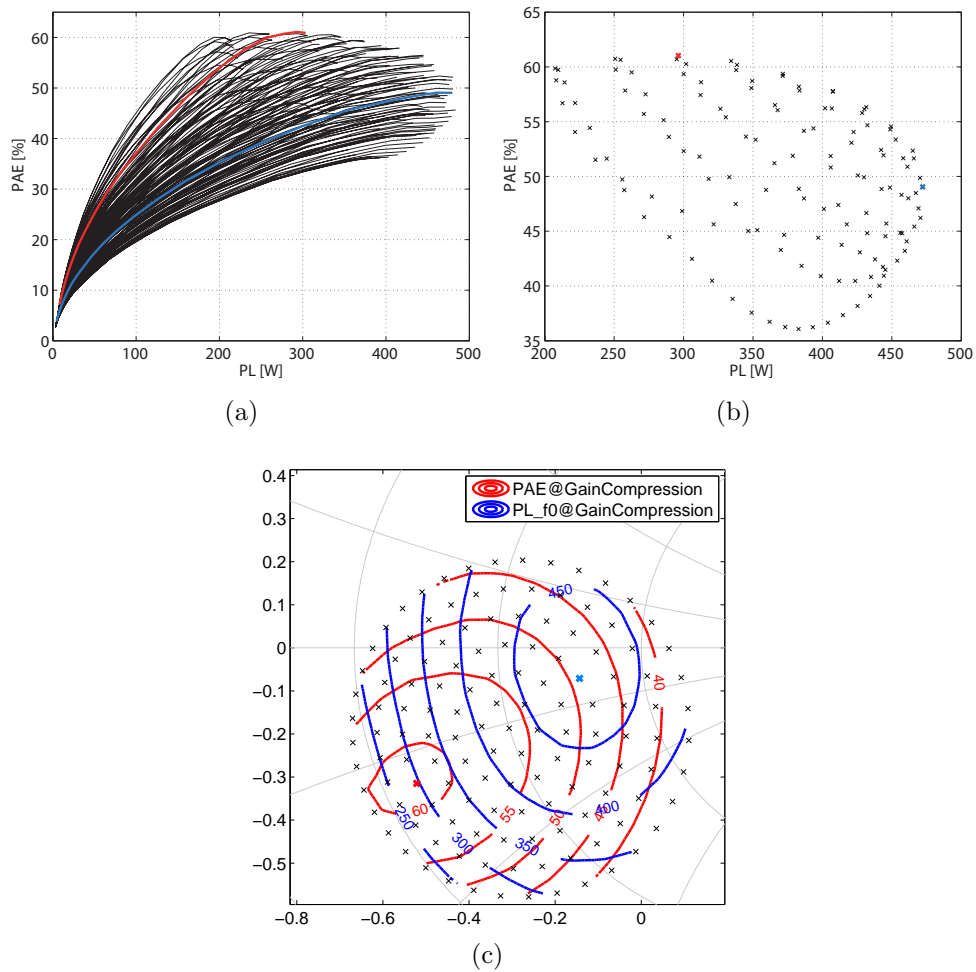 60
50
40
30
20
10
0
PAE [%]
0 100 200 300 400 500
PL [W]
(a)
65
60
55
50
45
40
35
PAE [%]
200 250 300 350 400 450 500
PL [W]
(b)
0.4
0.3
0.2
0.1
0
−0.1
−0.2
−0.3
−0.4
−0.5
PAE@GainCompression
PL_f0@GainCompression
450
40
60
55
50
45
250
300
350
400
−0.8 −0.6 −0.4 −0.2 0
(c)